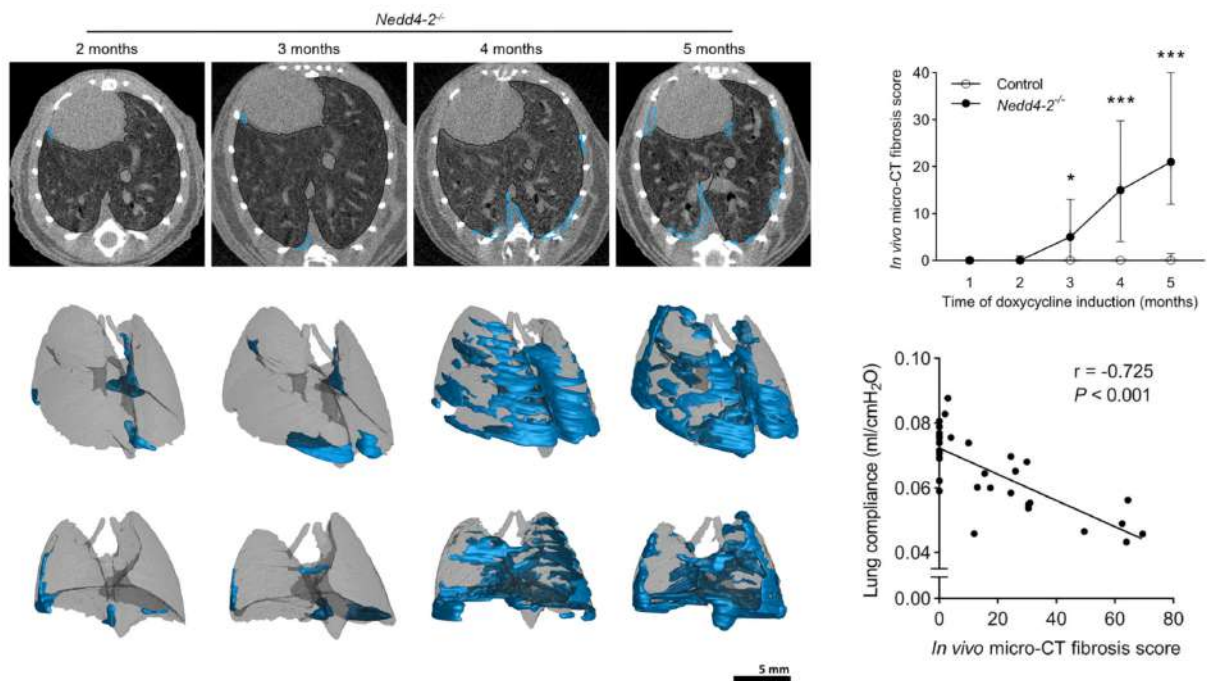 Nedd4-2-/-
2 months
3 months
4 months
5 months
5 mm
In vivo micro-CT fibrosis score
40
30
20
10
0
Control
Nedd4-2-/-
*
***
***
1 2 3 4 5
Time of doxycycline induction (months)
Lung compliance (ml/cmH2O)
0.10
0.08
0.06
0.04
0.00
r = -0.725
P < 0.001
0 20 40 60 80
In vivo micro-CT fibrosis score